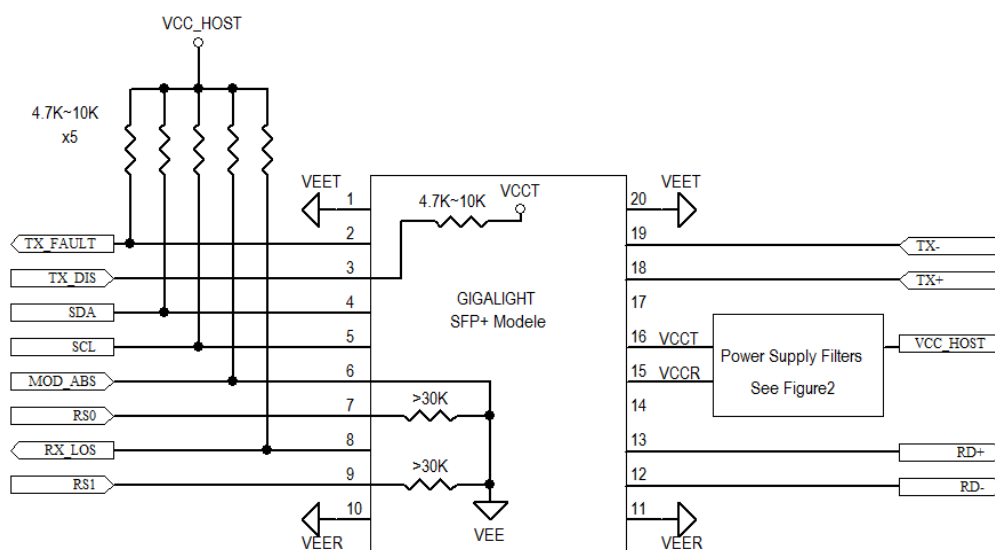 VCC_HOST
4.7K~10K
x5
VEET
1
4.7K~10K
VCCT
20
VEET
TX_FAULT
2
19
TX-
TX_DIS
3
18
TX+
SDA
4
GIGALIGHT
SFP+ Modele
17
SCL
5
16
VCCT
Power Supply Filters
See Figure2
VCC_HOST
MOD_ABS
6
15
VCCR
RS0
7
>30K
14
RX_LOS
8
13
RD+
RS1
9
>30K
12
RD-
10
VEER
VEE
11
VEER